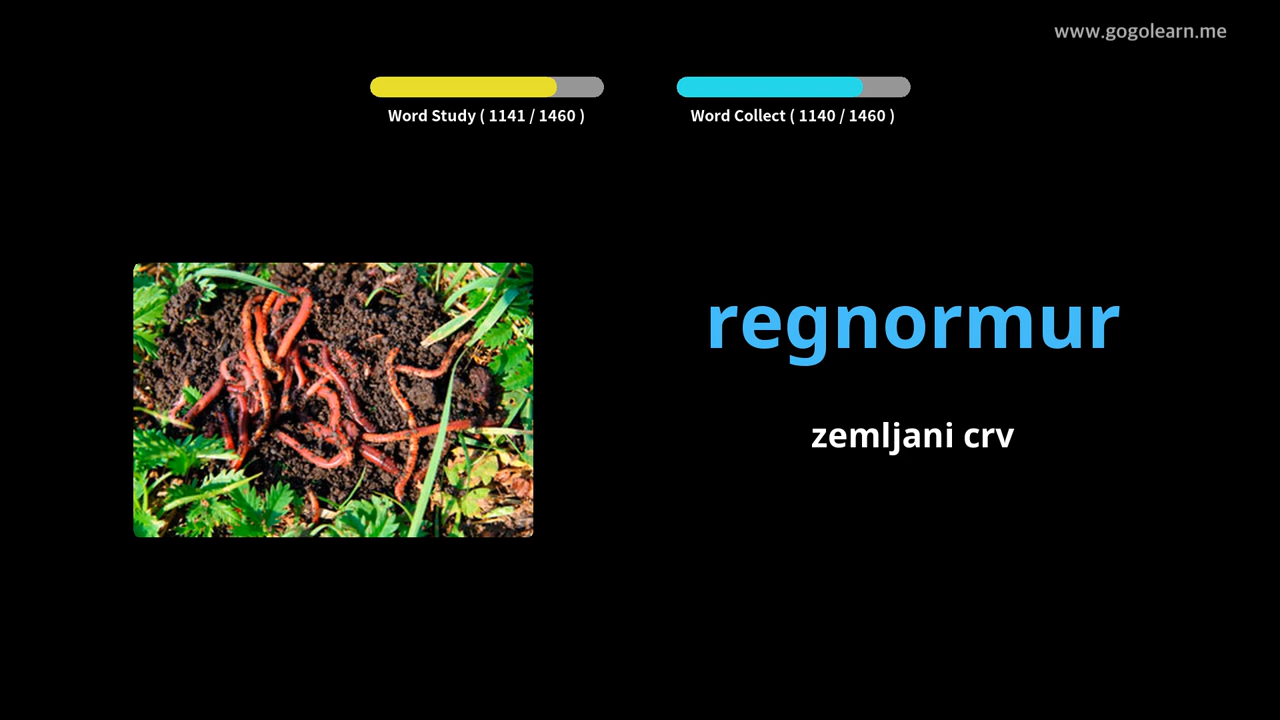 www.gogolearn.me
Word Study ( 1141 / 1460 )
Word Collect ( 1140 / 1460 )
regnormur
zemljani crv